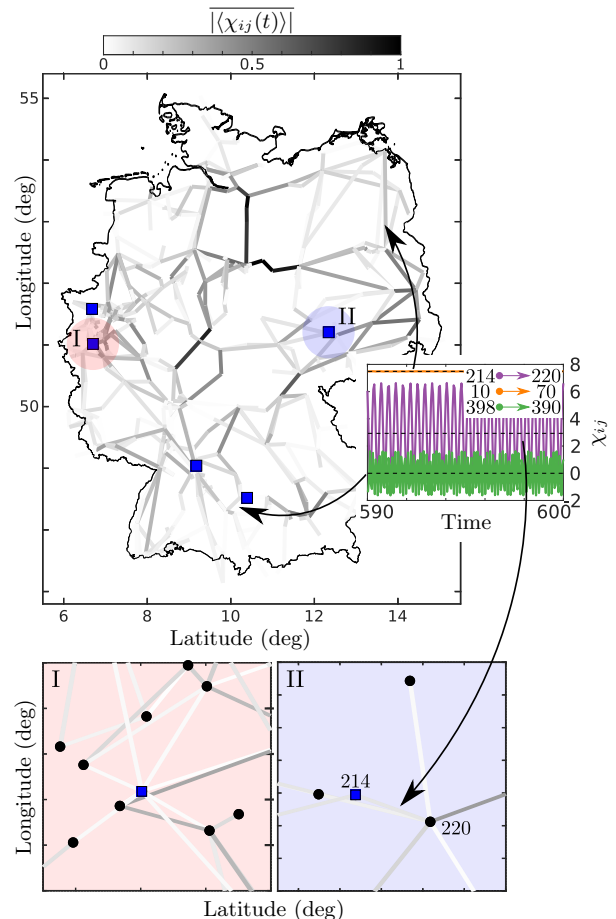 |⟨χij(t)⟩|
0 0.5 1
55
50
Longitude (deg)
I
II
6 8 10 12 14
Latitude (deg)
214 220
10 70
398 390
8
6
4
2
0
2
χij
590 600
Time
I
II
214
220
Longitude (deg)
Latitude (deg)